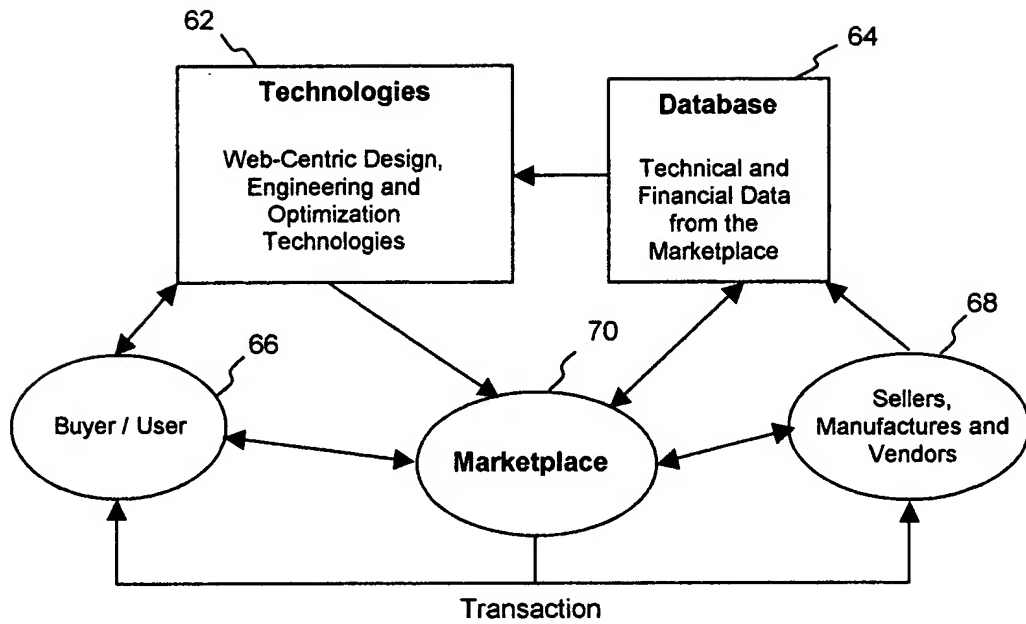 62
64
Technologies
Web-Centric Design,
Engineering and
Optimization
Technologies
Database
Technical and
Financial Data
from the
Marketplace
66
70
68
Buyer / User
Marketplace
Sellers,
Manufactures and
Vendors
Transaction